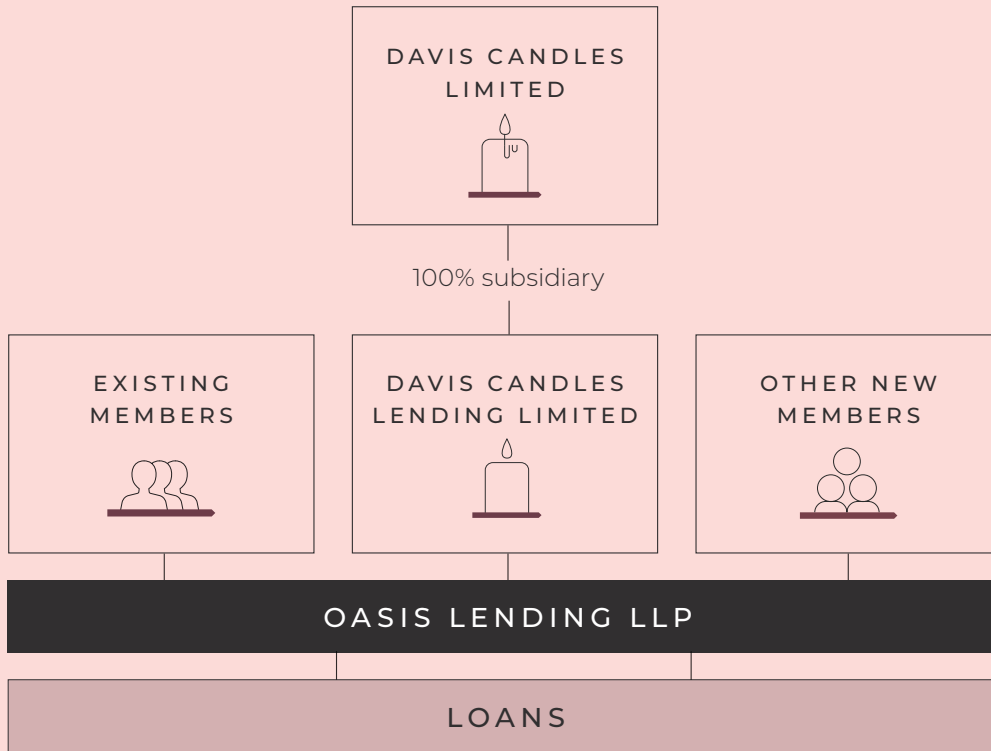 DAVIS CANDLES
LIMITED
100% subsidiary
EXISTING
MEMBERS
DAVIS CANDLES
LENDING LIMITED
OTHER NEW
MEMBERS
OASIS LENDING LLP
LOANS